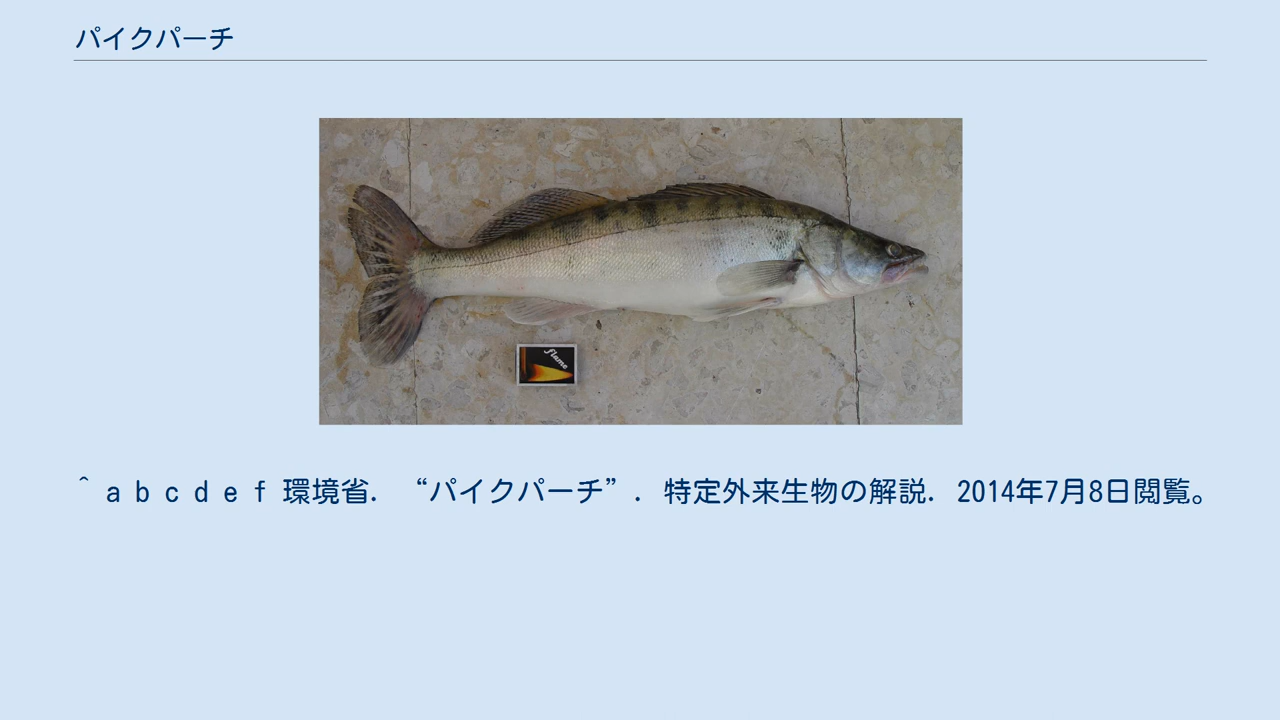 パイクパーチ
flame
^ a b c d e f 環境省. “パイクパーチ”. 特定外来生物の解説. 2014年7月8日閲覧。